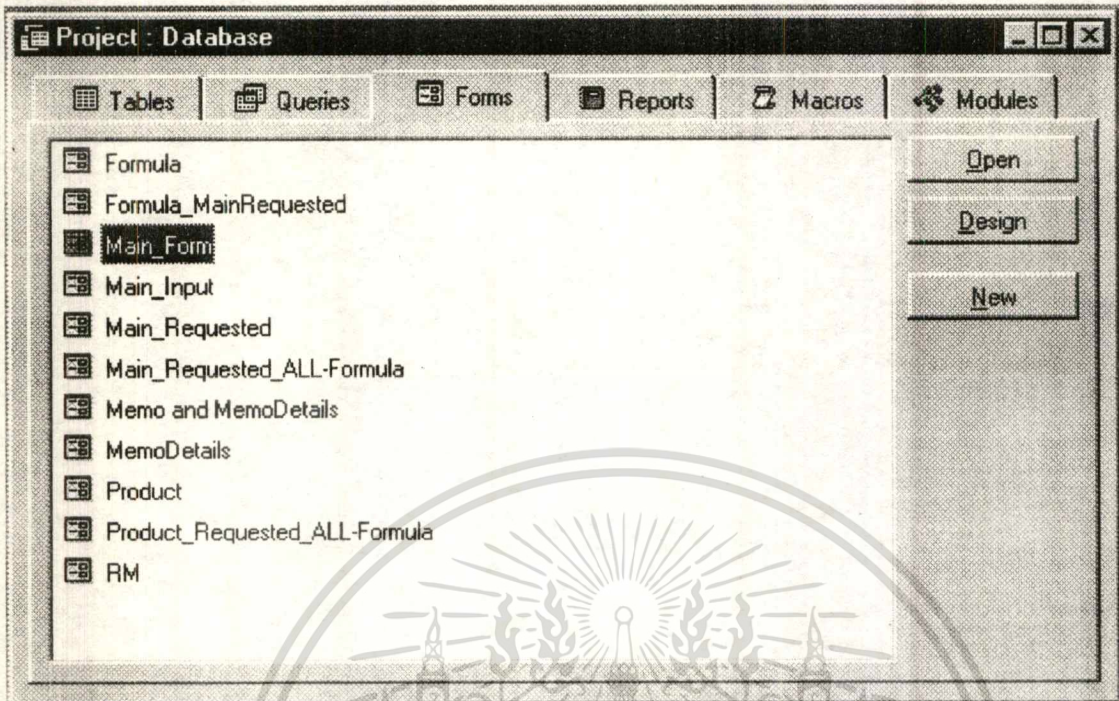 Project : Database
Tables Queries Forms Reports Macros Modules
Formula
Formula_MainRequested
Main_Form
Main_Input
Main_Requested
Main_Requested_ALL-Formula
Memo and MemoDetails
MemoDetails
Product
Product_Requested_ALL-Formula
RM
Open
Design
New